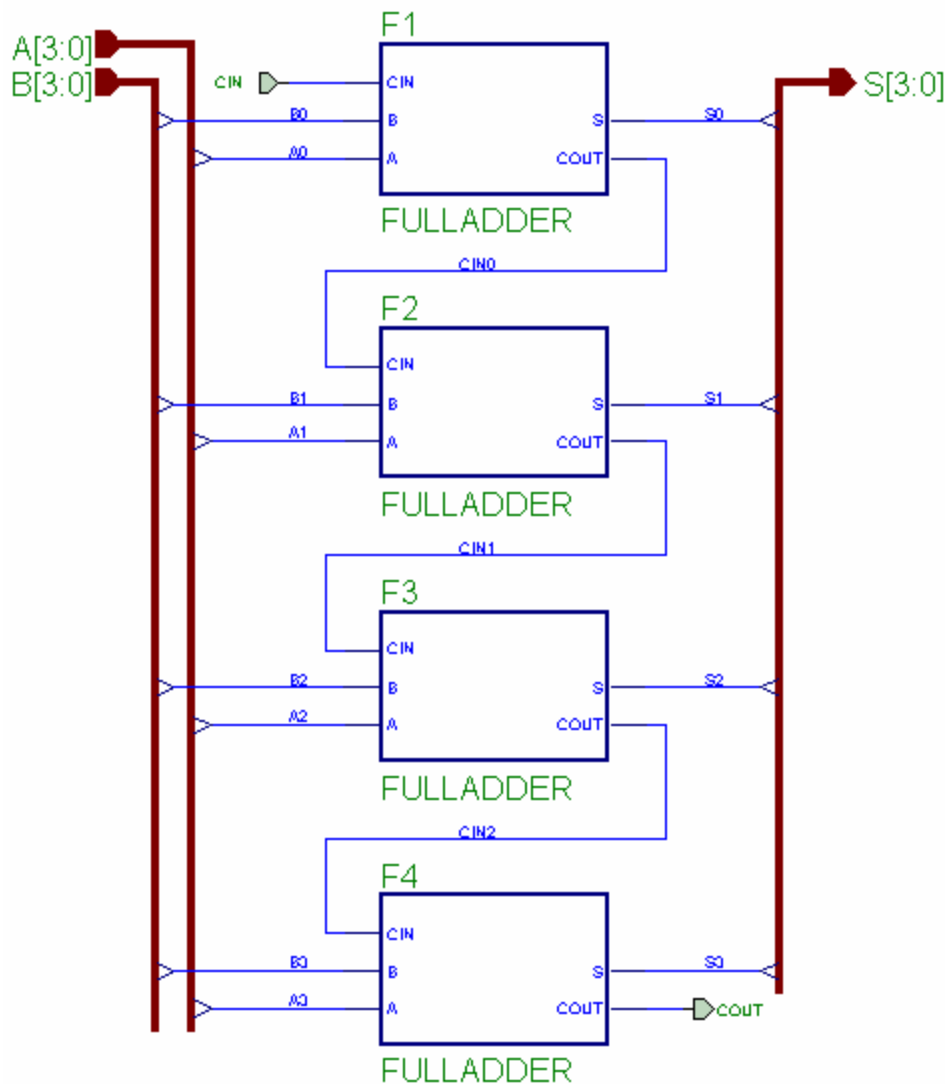 F1
A[3:0]
B[3:0]
CIN
CIN
S[3:0]
B0
B
S
S0
A0
A
COUT
FULLADDER
CIN0
F2
CIN
B1
B
S
S1
A1
A
COUT
FULLADDER
CIN1
F3
CIN
B2
B
S
S2
A2
A
COUT
FULLADDER
CIN2
F4
CIN
B3
B
S
S3
A3
A
COUT
COUT
FULLADDER